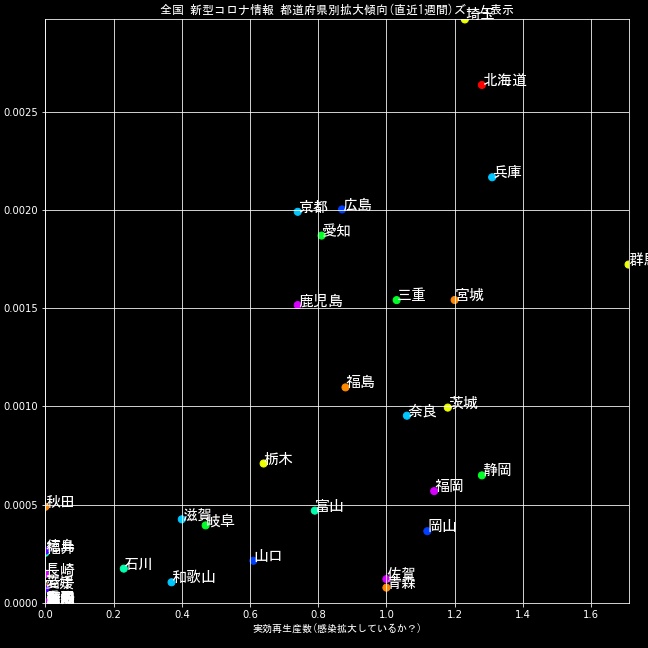 全国 新型コロナ情報 都道府県別拡大傾向(直近1週間)ズーム表示
埼玉
北海道
0.0025
兵庫
京都
広島
0.0020
愛知
群馬
鹿児島
三重
宮城
0.0015
福島
奈良
茨城
0.0010
栃木
静岡
福岡
秋田
富山
0.0005
滋賀
岐阜
岡山
福井
山口
石川
長崎
和歌山
佐賀
青森
0.0000
0.0
0.2
0.4
0.6
0.8
1.0
1.2
1.4
1.6
実効再生産数(感染拡大しているか?)